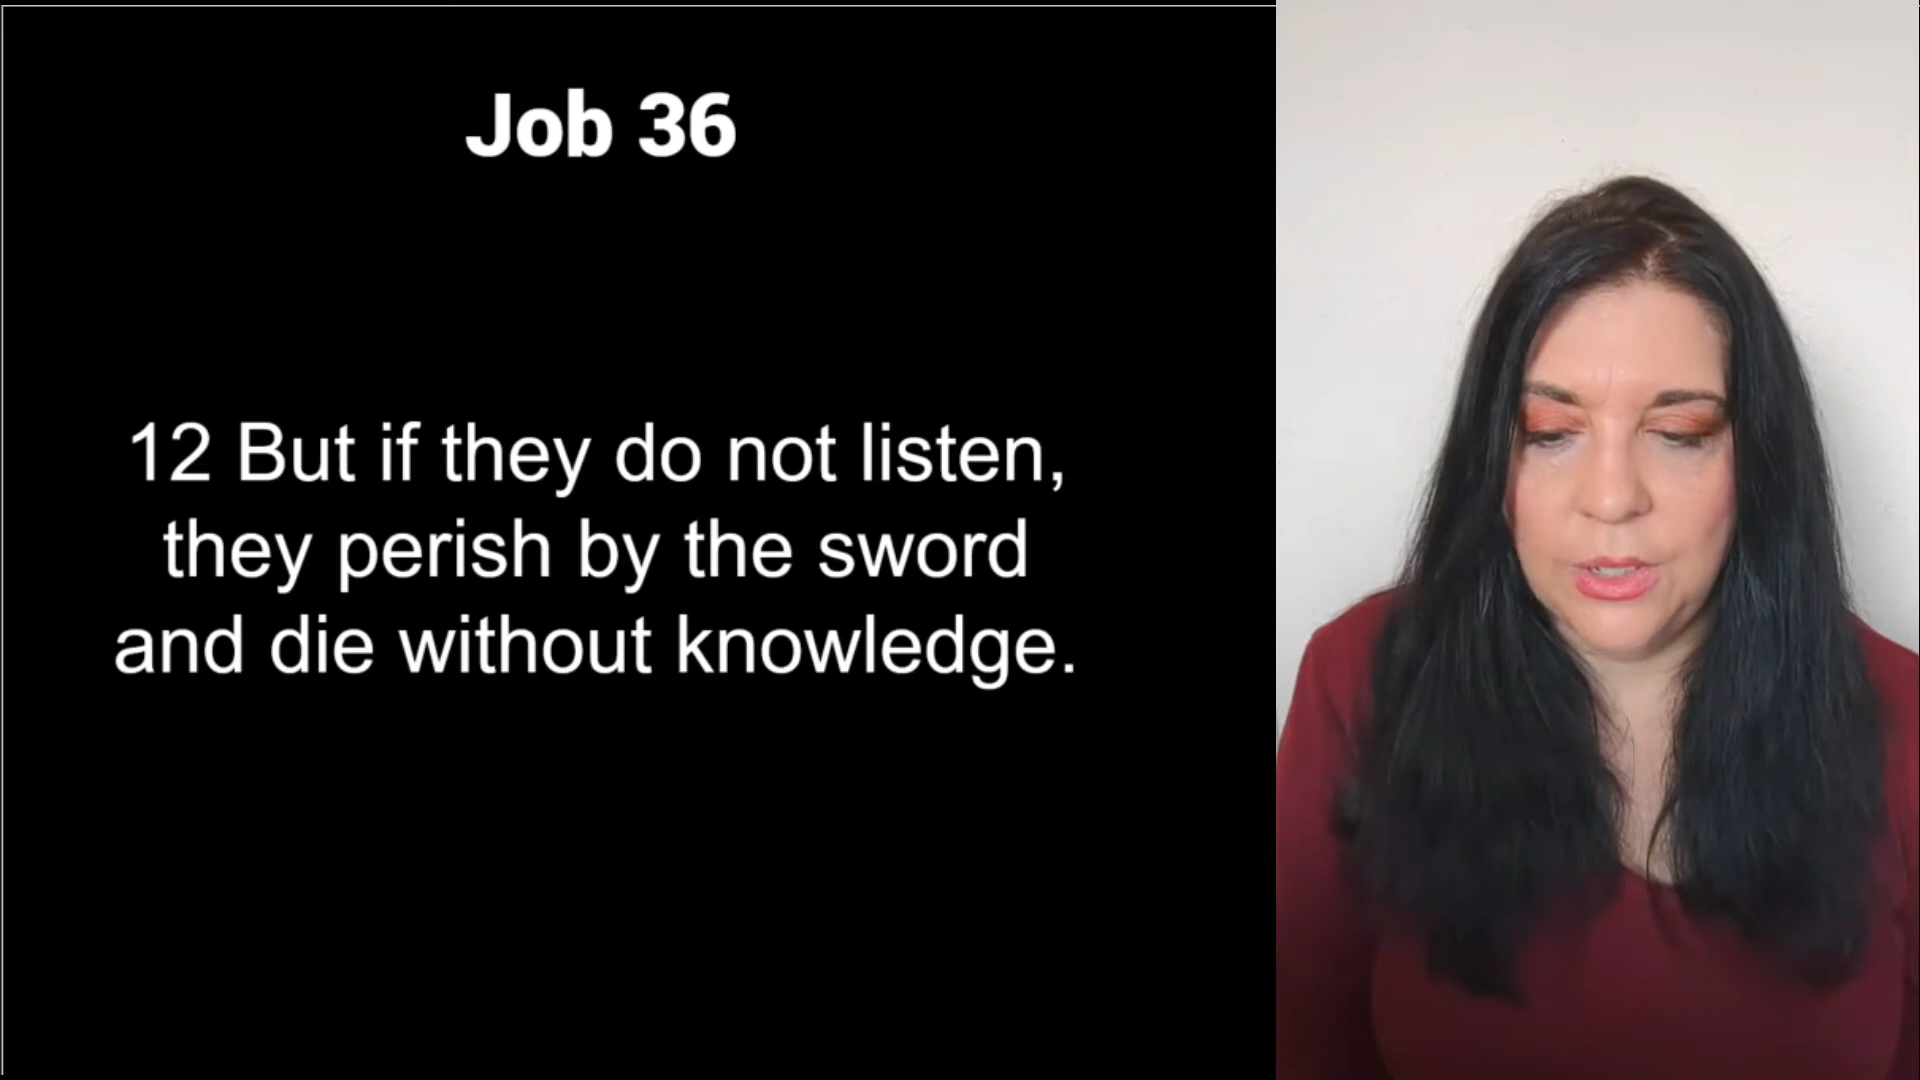 Job 36
12 But if they do not listen,
they perish by the sword
and die without knowledge.